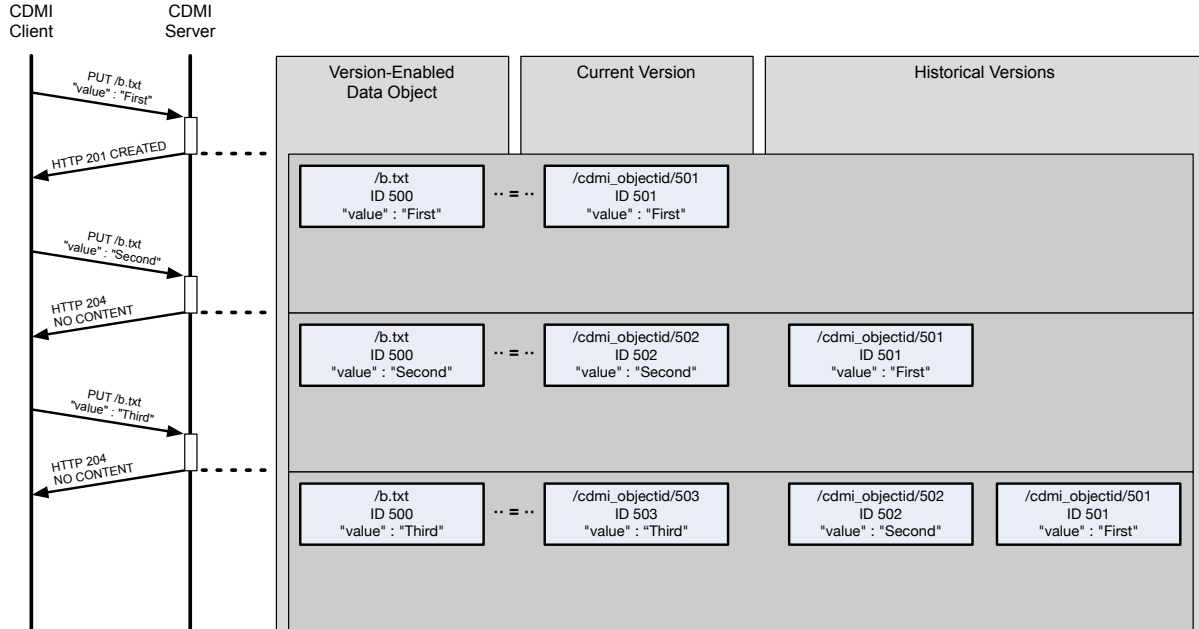 CDMI
Client
CDMI
Server
PUT /b.txt
"value" : "First"
HTTP 201 CREATED
PUT /b.txt
"value" : "Second"
HTTP 204
NO CONTENT
PUT /b.txt
"value" : "Third"
HTTP 204
NO CONTENT
Version-Enabled
Data Object
Current Version
Historical Versions
/b.txt
ID 500
"value" : "First"
·· = ··
/cdmi_objectid/501
ID 501
"value" : "First"
/b.txt
ID 500
"value" : "Second"
·· = ··
/cdmi_objectid/502
ID 502
"value" : "Second"
/cdmi_objectid/501
ID 501
"value" : "First"
/b.txt
ID 500
"value" : "Third"
·· = ··
/cdmi_objectid/503
ID 503
"value" : “Third"
/cdmi_objectid/502
ID 502
"value" : "Second"
/cdmi_objectid/501
ID 501
"value" : "First"